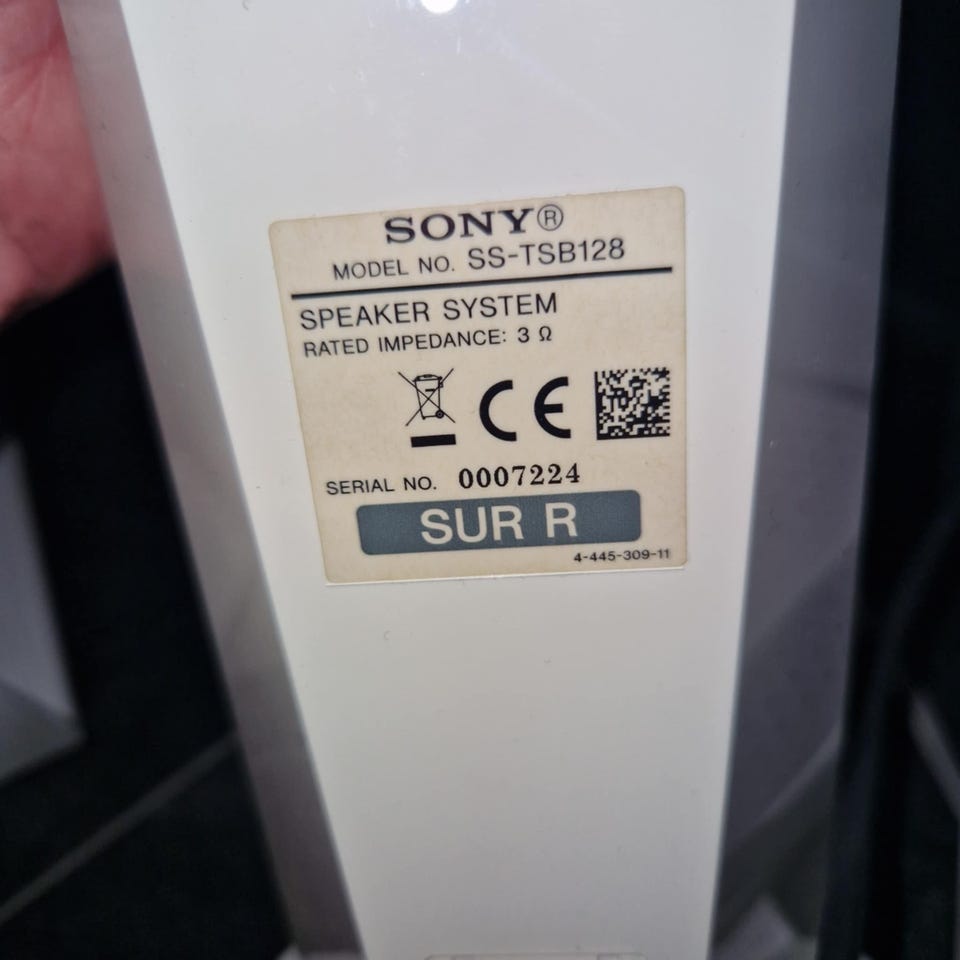 SONY®
MODEL NO. SS-TSB128
SPEAKER SYSTEM
RATED IMPEDANCE: 3 Ω
CE
SERIAL NO. 0007224
SUR R
4-445-309-11